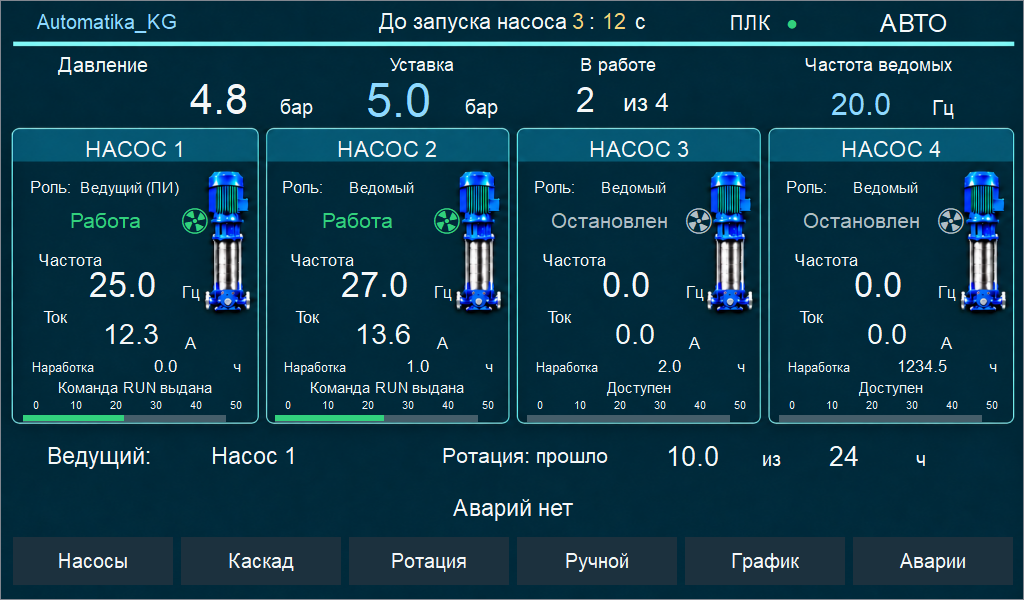 Automatika_KG До запуска насоса 3 : 12 с ПЛК АВТО
Давление Уставка В работе Частота ведомых
4.8 бар 5.0 бар 2 из 4 20.0 Гц
НАСОС 1
Роль: Ведущий (ПИ)
Работа
Частота
25.0 Гц
Ток
12.3 А
Наработка 0.0 ч
Команда RUN выдана
0 10 20 30 40 50
НАСОС 2
Роль: Ведомый
Работа
Частота
27.0 Гц
Ток
13.6 А
Наработка 1.0 ч
Команда RUN выдана
0 10 20 30 40 50
НАСОС 3
Роль: Ведомый
Остановлен
Частота
0.0 Гц
Ток
0.0 А
Наработка 2.0 ч
Доступен
0 10 20 30 40 50
НАСОС 4
Роль: Ведомый
Остановлен
Частота
0.0 Гц
Ток
0.0 А
Наработка 1234.5 ч
Доступен
0 10 20 30 40 50
Ведущий: Насос 1 Ротация: прошло 10.0 из 24 ч
Аварий нет
Насосы Каскад Ротация Ручной График Аварии